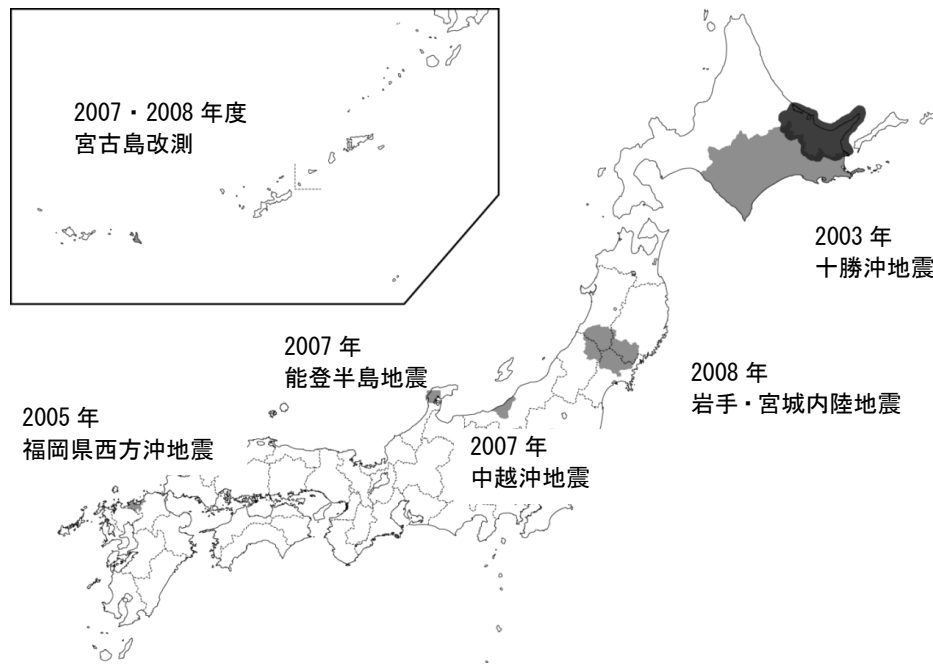 2007・2008 年度
宮古島改測
2003 年
十勝沖地震
2007 年
能登半島地震
2008 年
岩手・宮城内陸地震
2005 年
福岡県西方沖地震
2007 年
中越沖地震